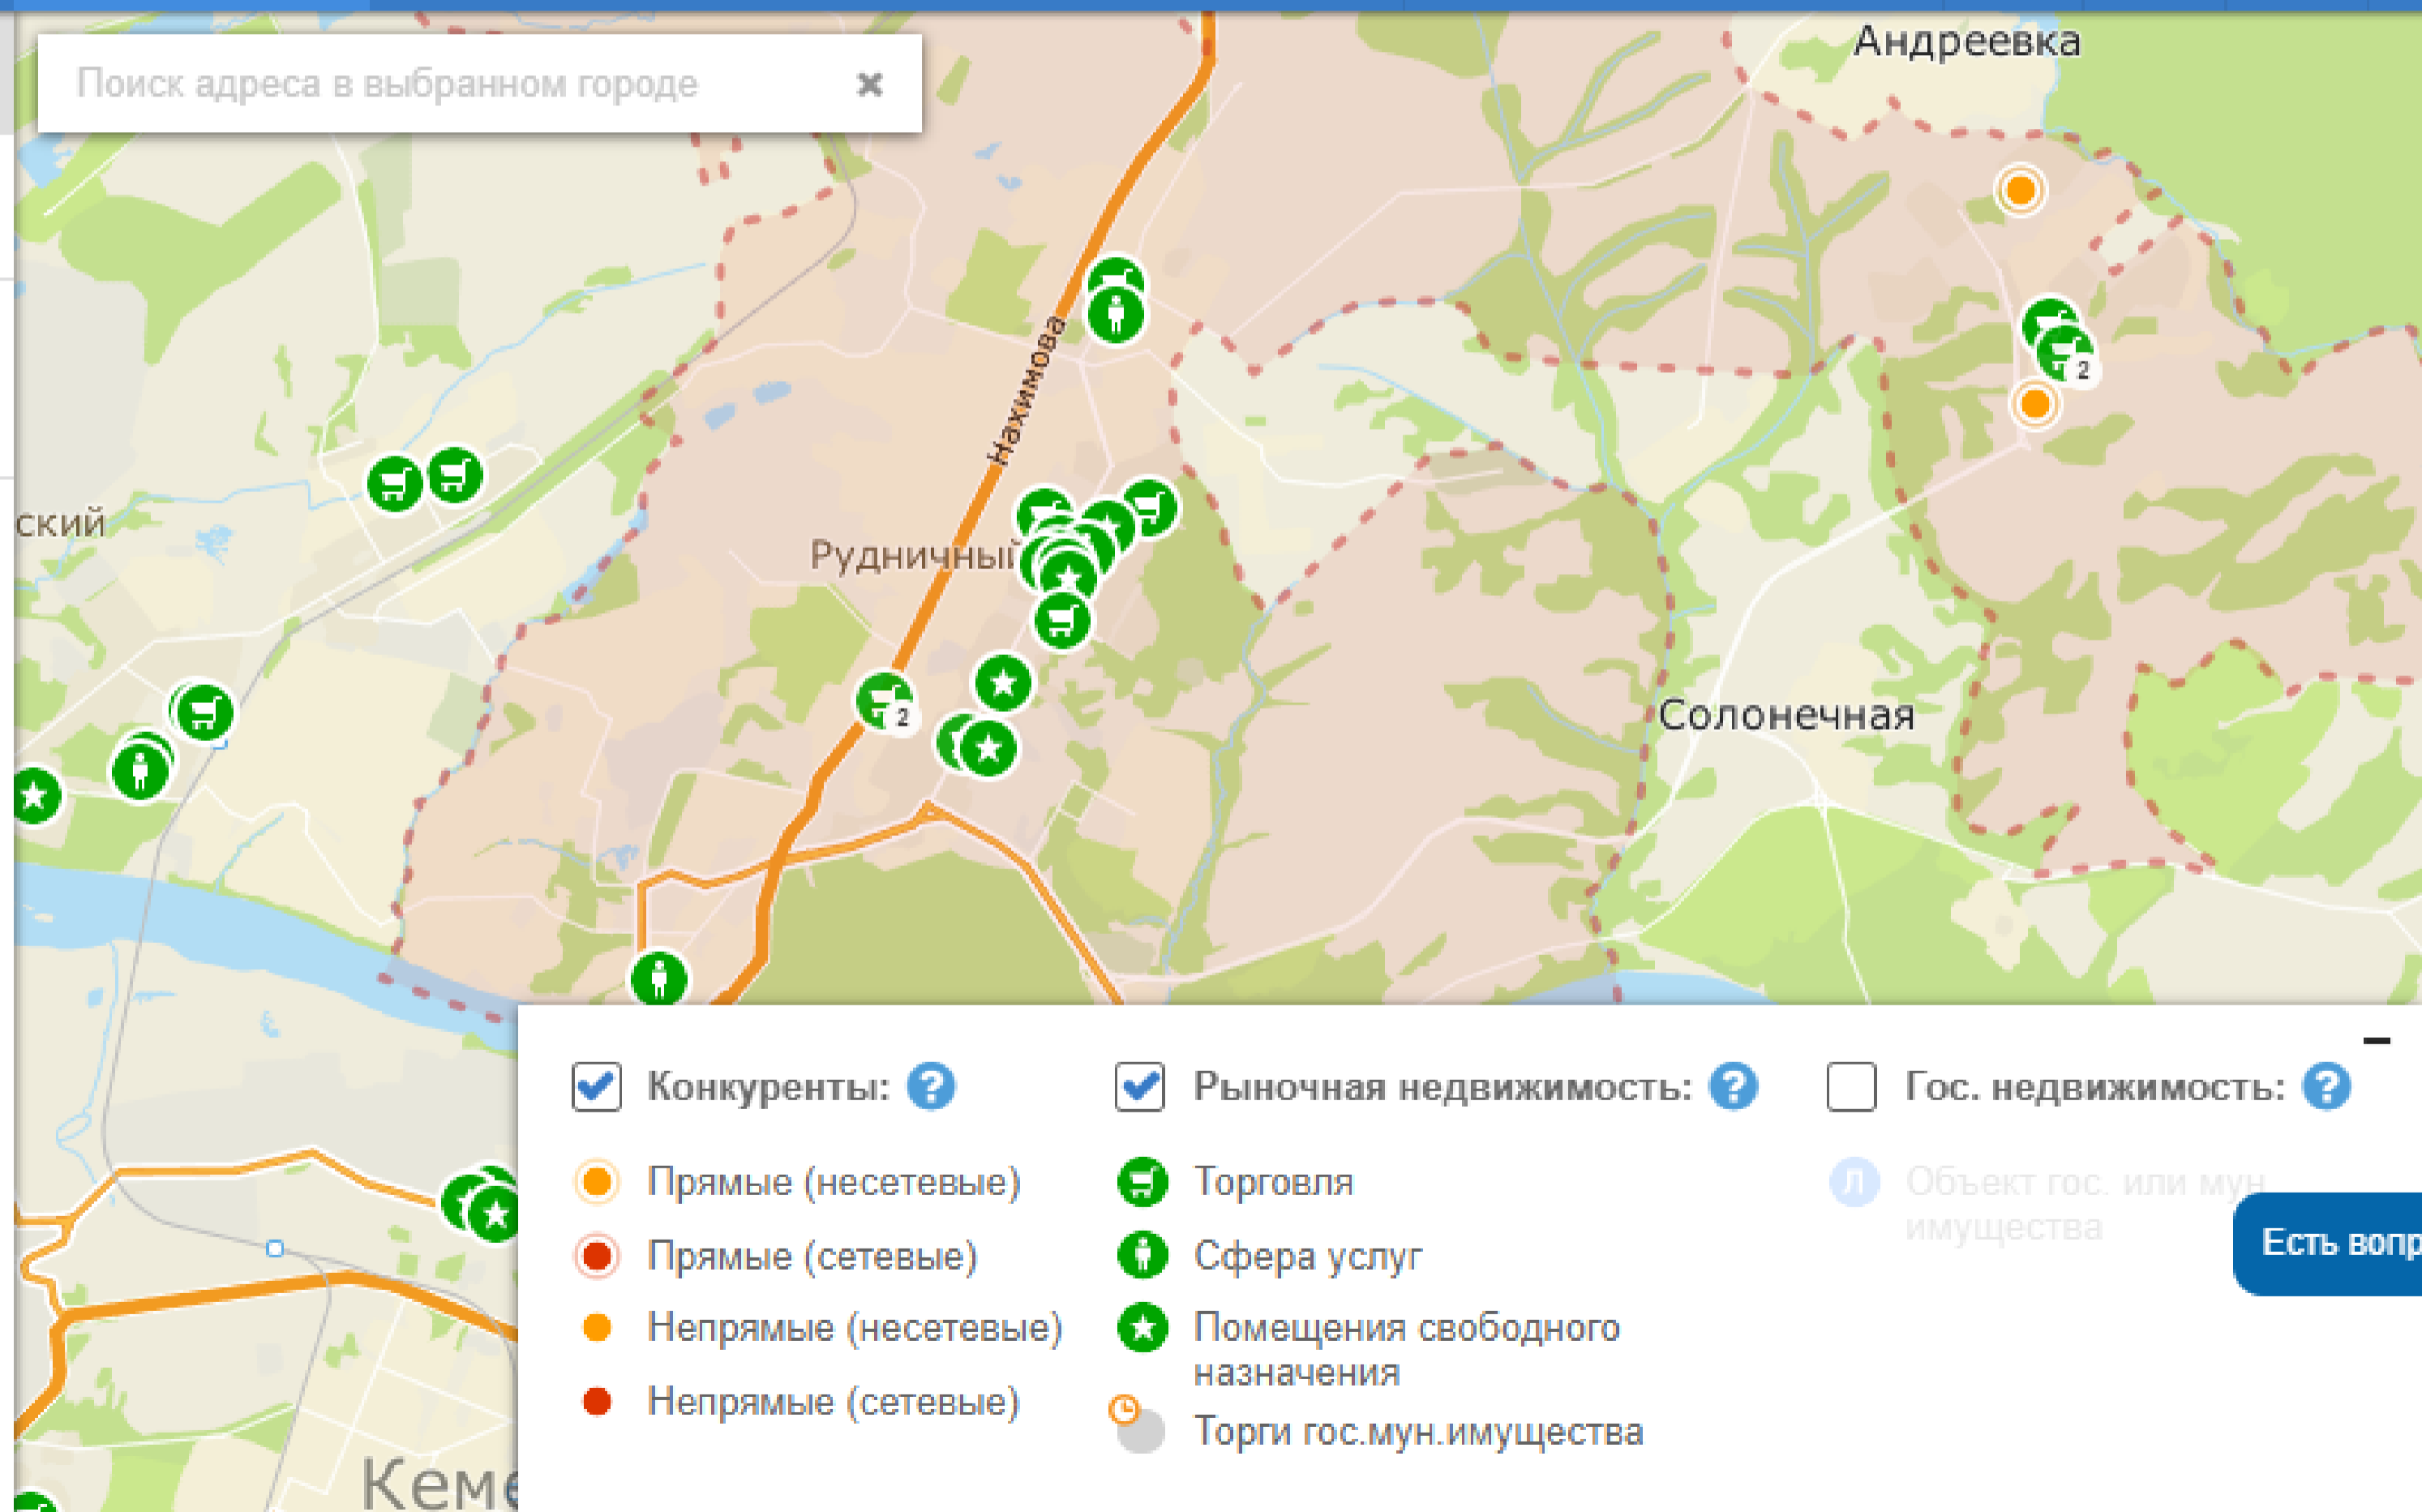 Андреевка
Поиск адреса в выбранном городе
Нахимова
2
ский
Рудничный
2
Солонечная
Конкуренты: ?
Прямые (несетевые)
Прямые (сетевые)
Непрямые (несетевые)
Непрямые (сетевые)
Рыночная недвижимость: ?
Торговля
Сфера услуг
Помещения свободного
назначения
Торги гос.мун.имущества
Гос. недвижимость: ?
Л Объект гос. или мун
имущества
Есть вопр
Кеме